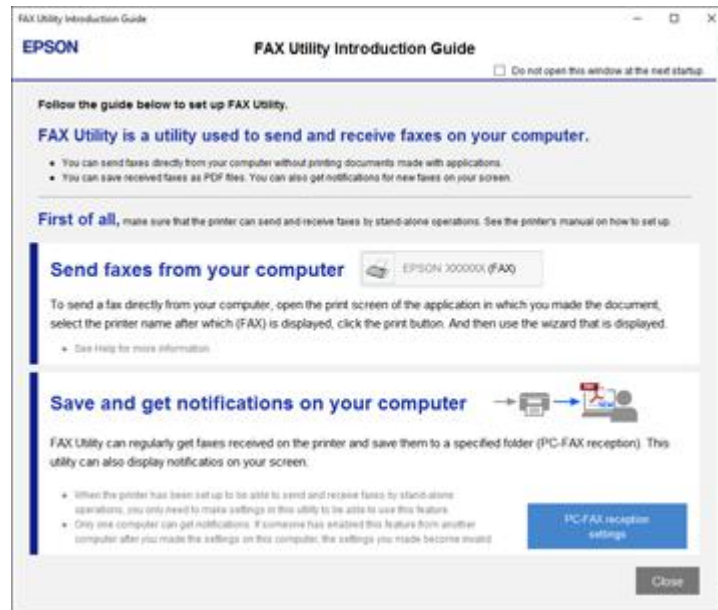 FAX Utility Introduction Guide
EPSON
FAX Utility Introduction Guide
Do not open this window at the next startup.
Follow the guide below to set up FAX Utility.
FAX Utility is a utility used to send and receive faxes on your computer.
You can send faxes directly from your computer without printing documents made with applications.
You can save received faxes as PDF files. You can also get notifications for new faxes on your screen.
First of all, make sure that the printer can send and receive faxes by stand-alone operations. See the printer's manual on how to set up.
Send faxes from your computer
EPSON XXXXXX (FAX)
To send a fax directly from your computer, open the print screen of the application in which you made the document,
select the printer name after which (FAX) is displayed, click the print button. And then use the wizard that is displayed.
See Help for more information.
Save and get notifications on your computer
FAX Utility can regularly get faxes received on the printer and save them to a specified folder (PC-FAX reception). This
utility can also display notificatios on your screen.
When the printer has been set up to be able to send and receive faxes by stand-alone
operations, you only need to make settings in this utility to be able to use this feature.
Only one computer can get notifications. If someone has enabled this feature from another
computer after you made the settings on this computer, the settings you made become invalid.
PC-FAX reception
settings
Close